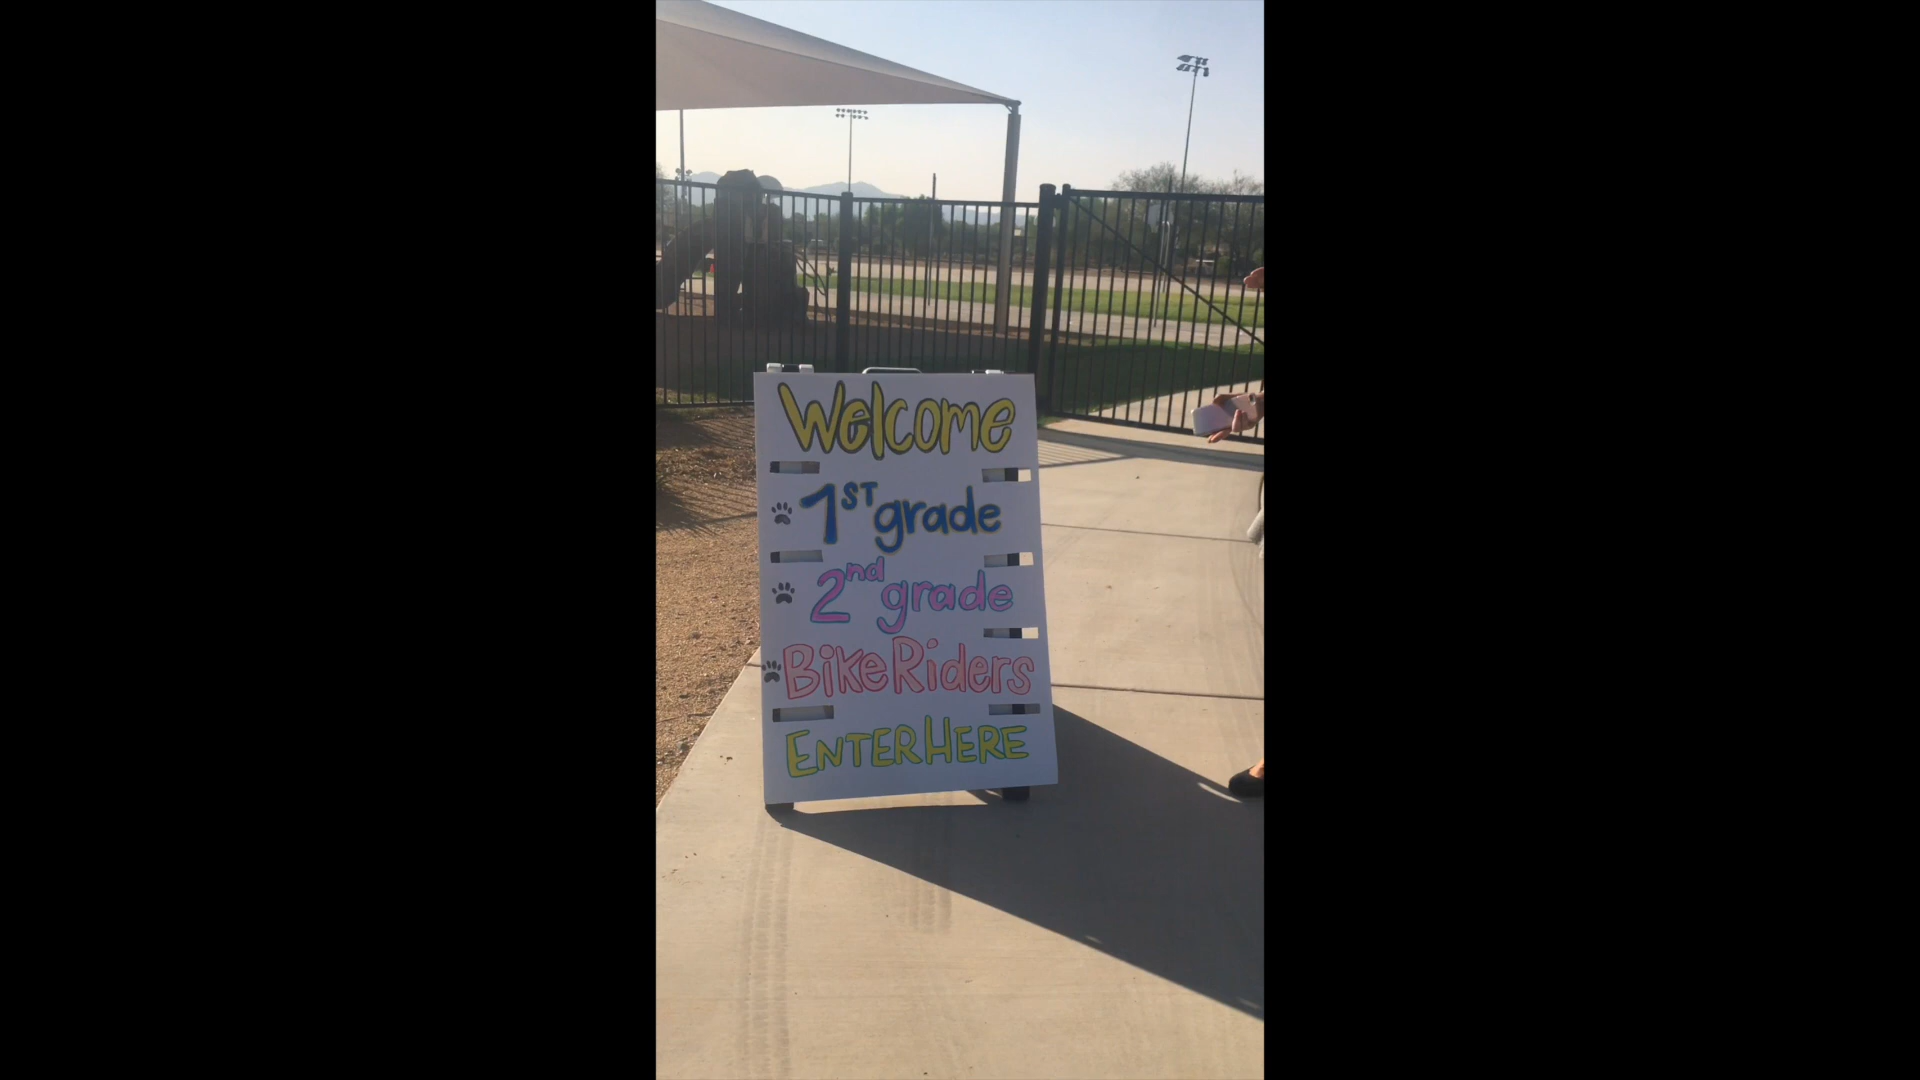 Welcome
1ST grade
2nd grade
Bike Riders
ENTER HERE